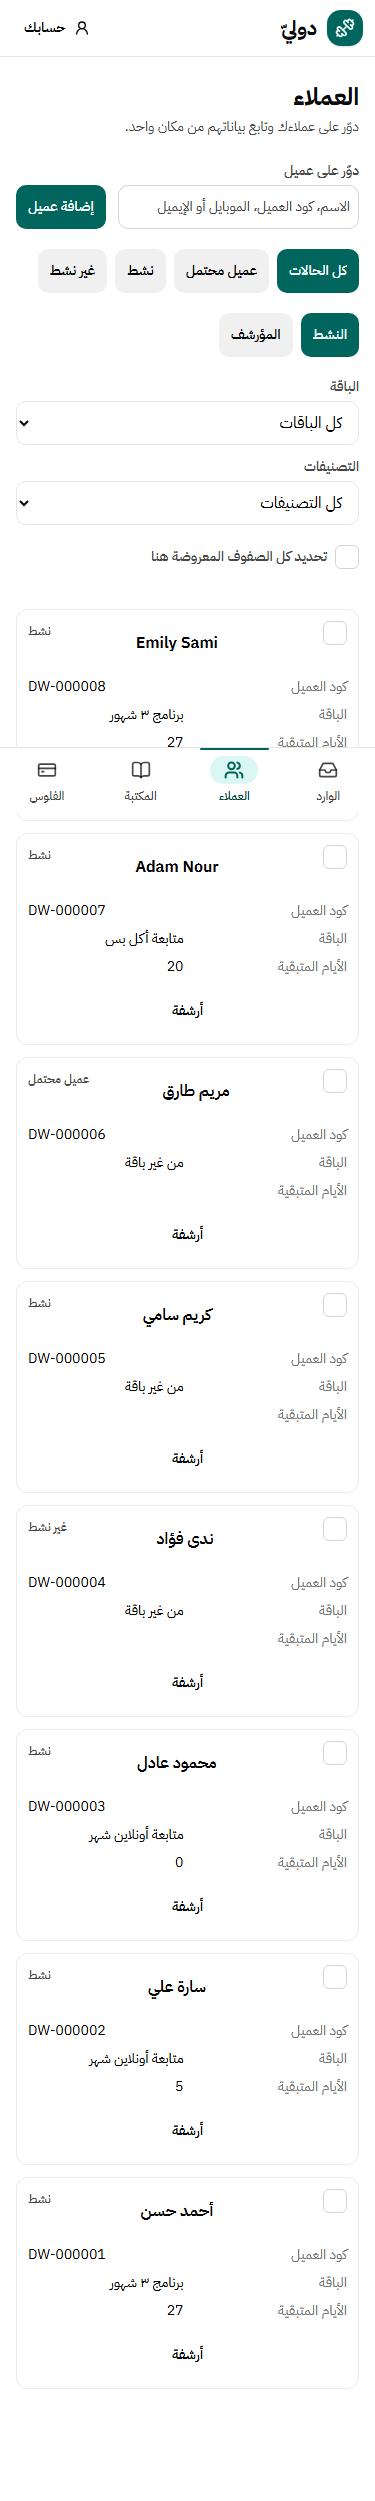 دوليّ
حسابك
العملاء
دوّر على عملاءك وتابع بياناتهم من مكان واحد.
دوّر على عميل
الاسم، كود العميل، الموبايل أو الإيميل
إضافة عميل
كل الحالات
عميل محتمل
نشط
غير نشط
النشط
المؤرشف
الباقة
كل الباقات
التصنيفات
كل التصنيفات
تحديد كل الصفوف المعروضة هنا
نشط
Emily Sami
كود العميل DW-000008
الباقة برنامج ٣ شهور
الأيام المتبقية 27
الوارد
العملاء
المكتبة
الفلوس
نشط
Adam Nour
كود العميل DW-000007
الباقة متابعة أكل بس
الأيام المتبقية 20
أرشفة
عميل محتمل
مريم طارق
كود العميل DW-000006
الباقة من غير باقة
الأيام المتبقية
أرشفة
نشط
كريم سامي
كود العميل DW-000005
الباقة من غير باقة
الأيام المتبقية
أرشفة
غير نشط
ندى فؤاد
كود العميل DW-000004
الباقة من غير باقة
الأيام المتبقية
أرشفة
نشط
محمود عادل
كود العميل DW-000003
الباقة متابعة أونلاين شهر
الأيام المتبقية 0
أرشفة
نشط
سارة علي
كود العميل DW-000002
الباقة متابعة أونلاين شهر
الأيام المتبقية 5
أرشفة
نشط
أحمد حسن
كود العميل DW-000001
الباقة برنامج ٣ شهور
الأيام المتبقية 27
أرشفة